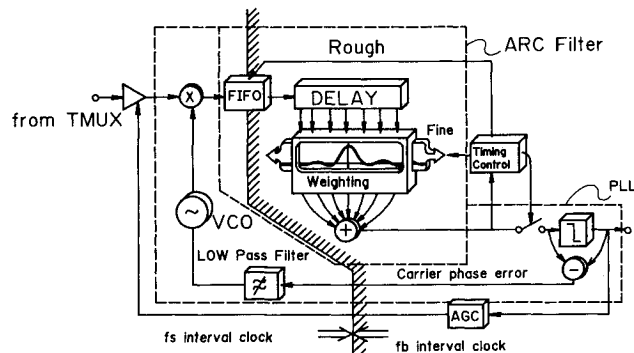 Rough
ARC Filter
from TMUX
X
FIFO
DELAY
Fine
Timing
Control
Weighting
PLL
VCO
+
LOW Pass Filter
Carrier phase error
−
AGC
fs interval clock
fb interval clock